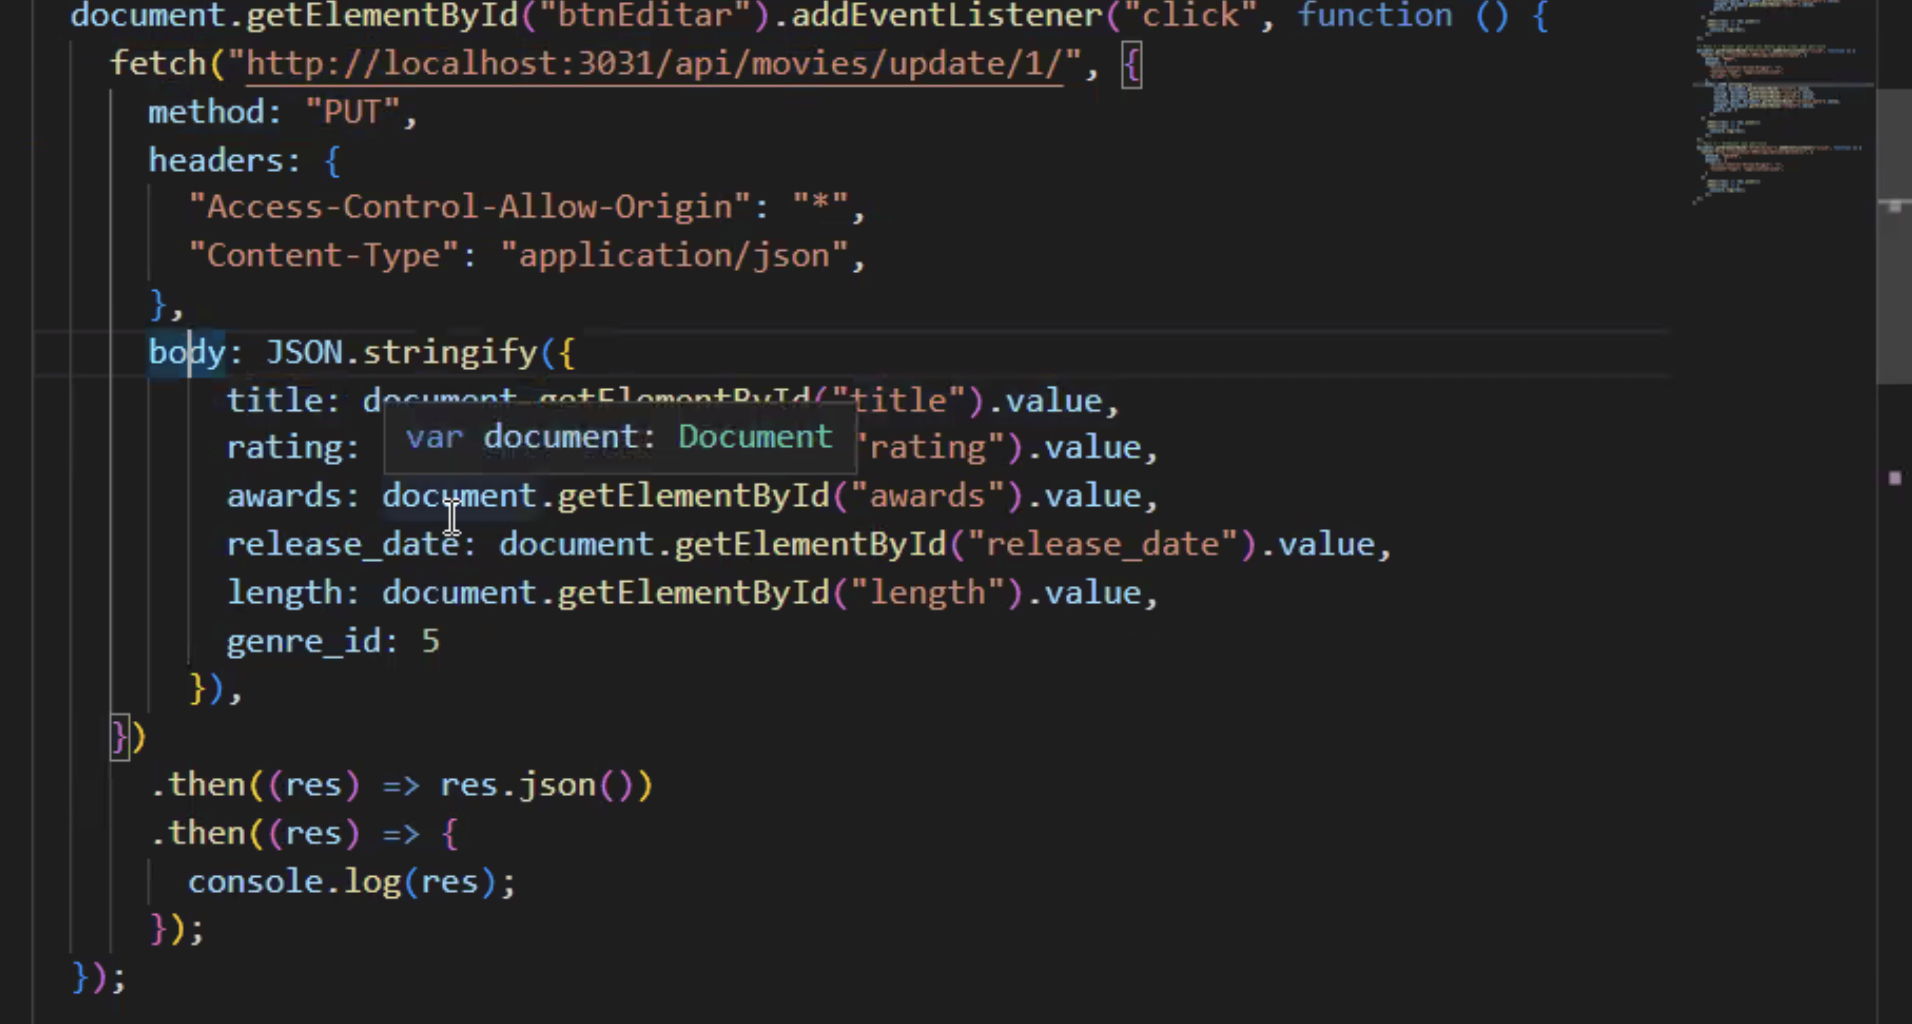 document.getElementById("btnEditar").addEventListener("click", function () {
fetch("http://localhost:3031/api/movies/update/1/", {
method: "PUT",
headers: {
"Access-Control-Allow-Origin": "*",
"Content-Type": "application/json",
},
body: JSON.stringify({
title: document.getElementById("title").value,
var document: Document
rating: "rating").value,
awards: document.getElementById("awards").value,
release_date: document.getElementById("release_date").value,
length: document.getElementById("length").value,
genre_id: 5
}),
})
.then((res) => res.json())
.then((res) => {
console.log(res);
});
});